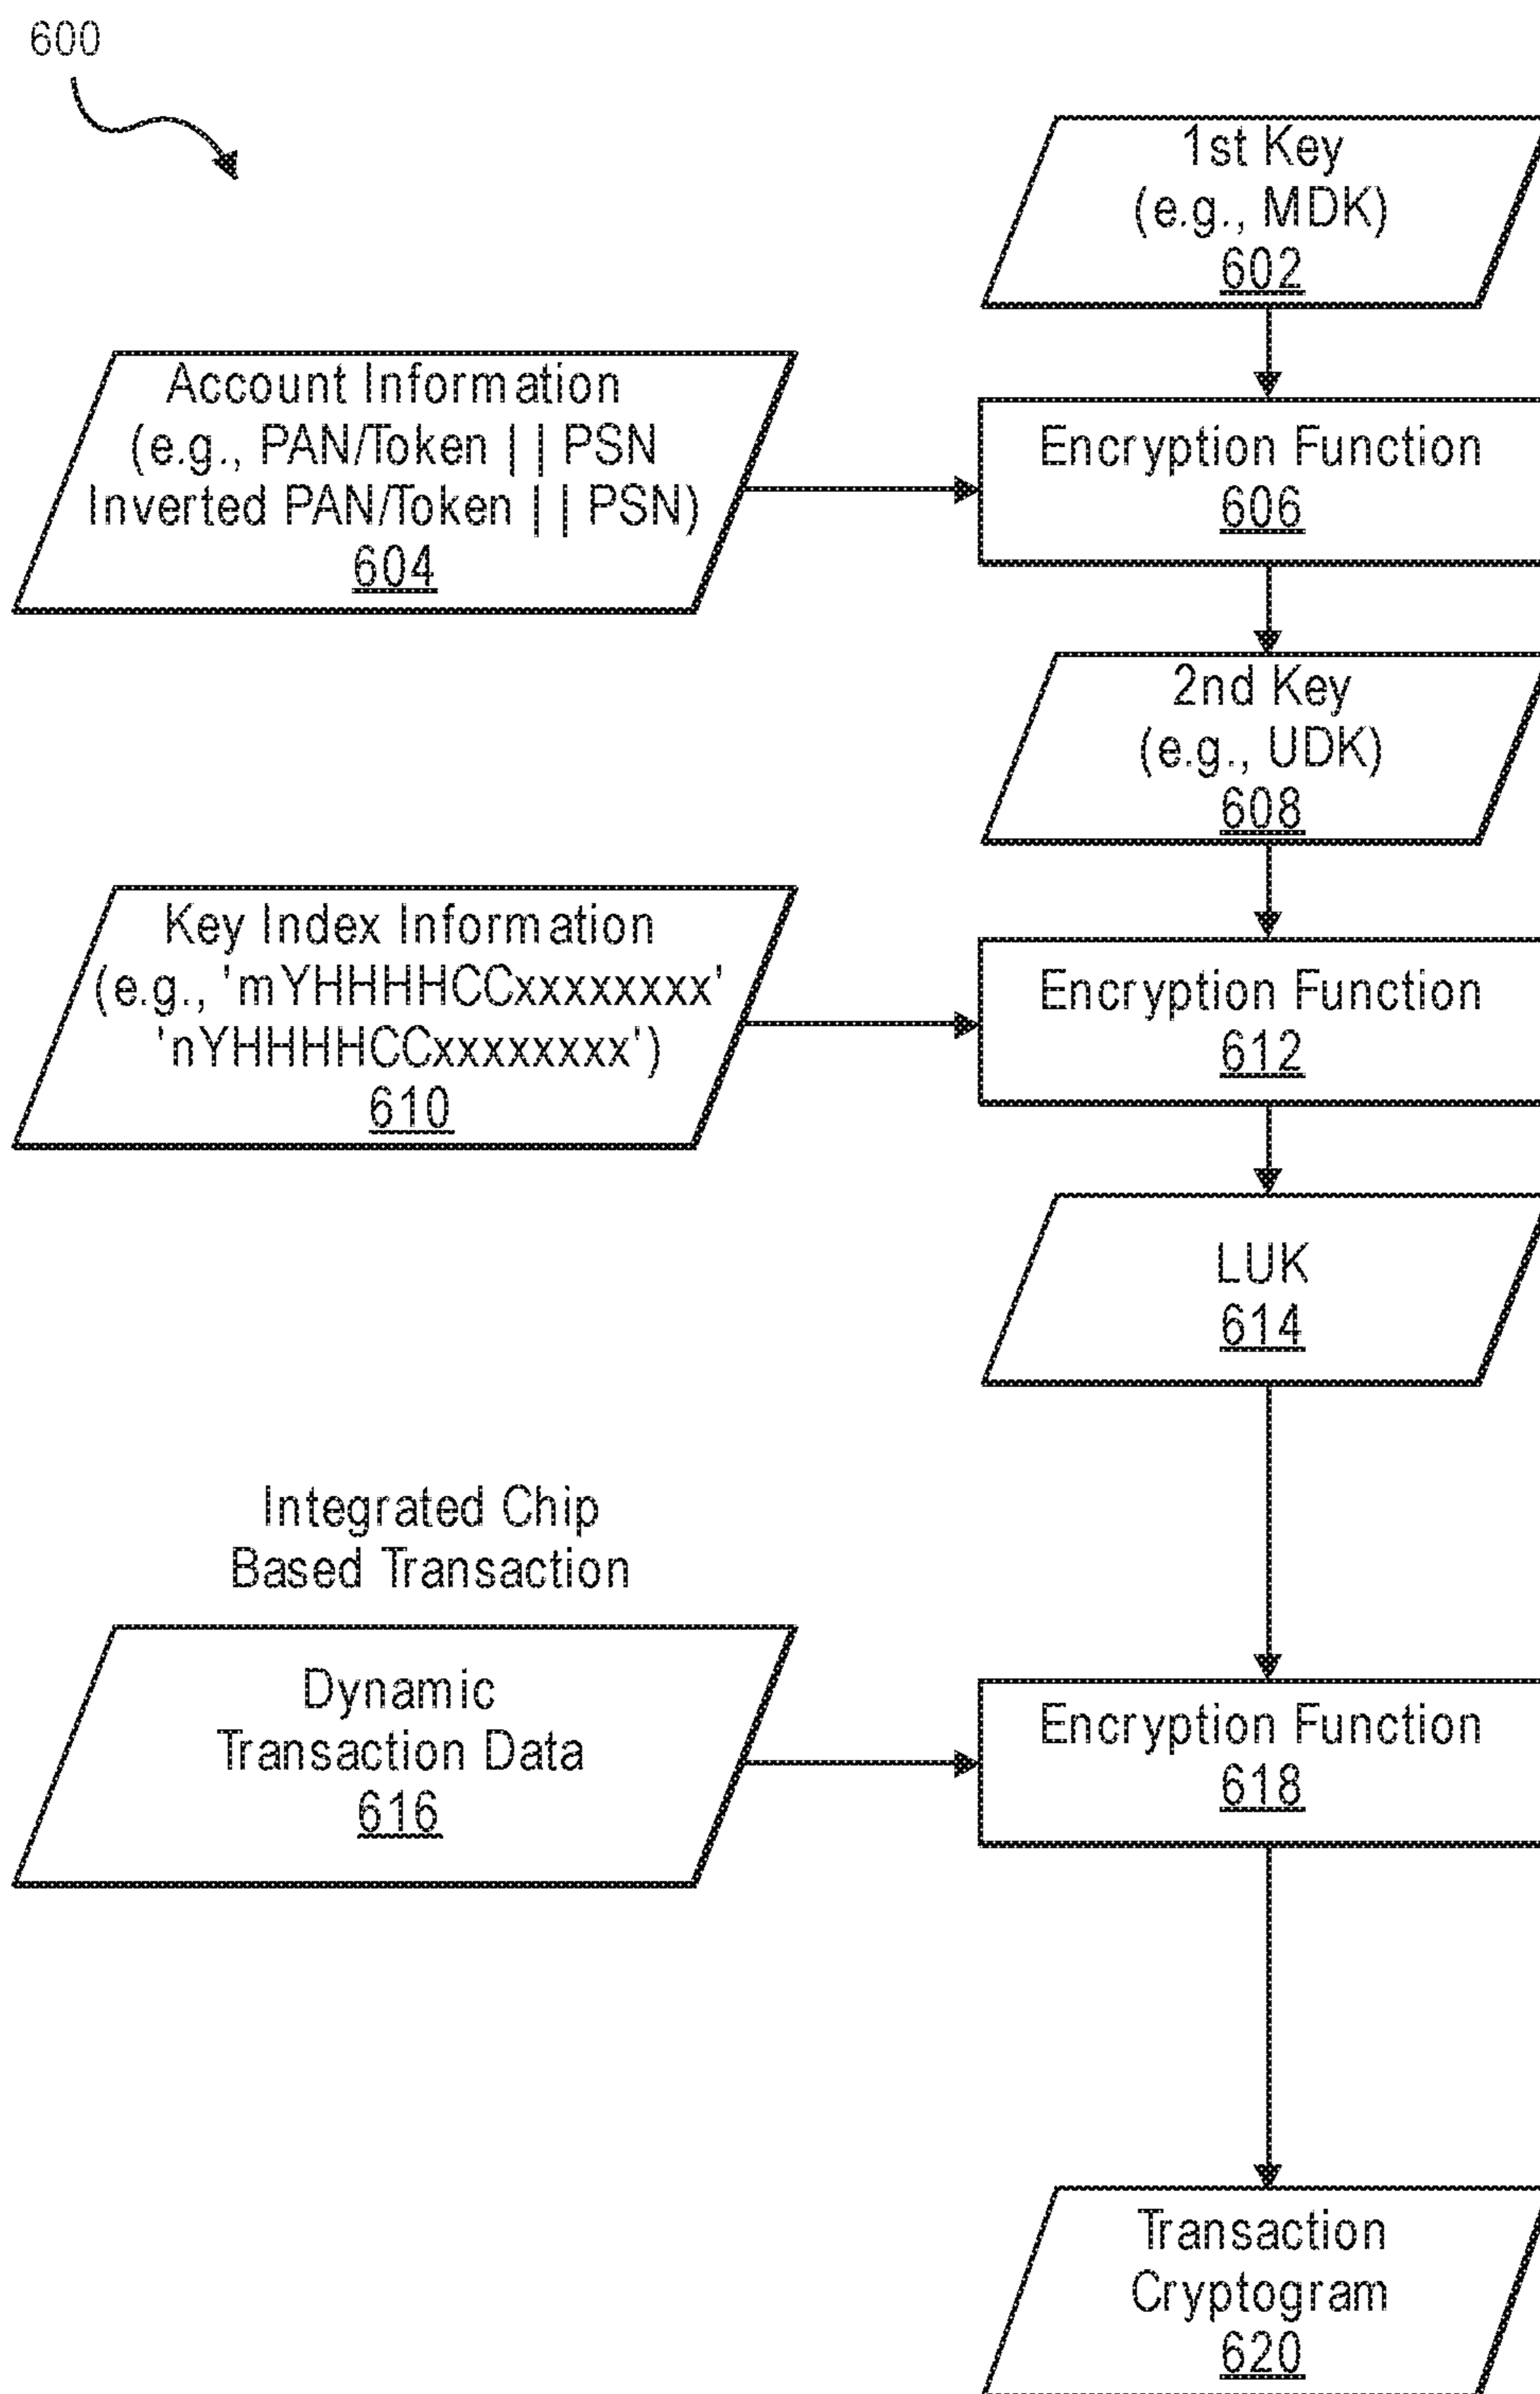 600
1st Key
(e.g., MDK)
602
Account Information
(e.g., PAN/Token | | PSN
Inverted PAN/Token | | PSN)
604
Encryption Function
606
2nd Key
(e.g., UDK)
608
Key Index Information
(e.g., 'mYHHHHCCxxxxxxxx'
'nYHHHHCCxxxxxxxx')
610
Encryption Function
612
LUK
614
Integrated Chip
Based Transaction
Dynamic
Transaction Data
616
Encryption Function
618
Transaction
Cryptogram
620